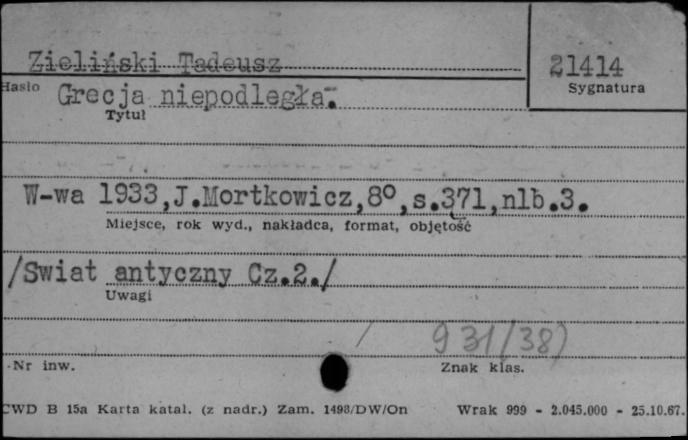 Zieliński Tadeusz
21414
Hasło
Sygnatura
Grecja niepodległa.
Tytuł
W-wa 1933,J.Mortkowicz,8º,s.371,nlb.3.
Miejsce, rok wyd., nakładca, format, objętość
/Swiat antyczny Cz.2./
Uwagi
931/(38)
Nr inw.
Znak klas.
CWD B 15a Karta katal. (z nadr.) Zam. 1498/DW/On Wrak 999 - 2.045.000 - 25.10.67.